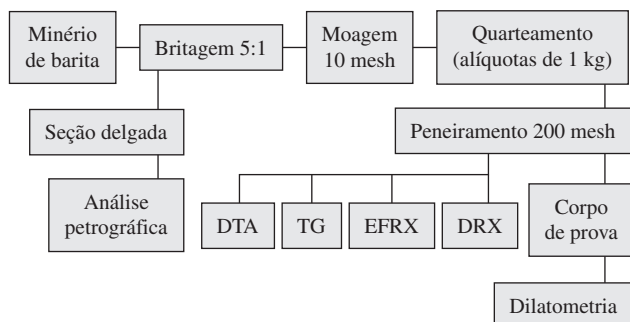 Minério
de barita
Britagem 5:1
Moagem
10 mesh
Quarteamento
(alíquotas de 1 kg)
Seção delgada
Peneiramento 200 mesh
Análise
petrográfica
DTA
TG
EFRX
DRX
Corpo
de prova
Dilatometria